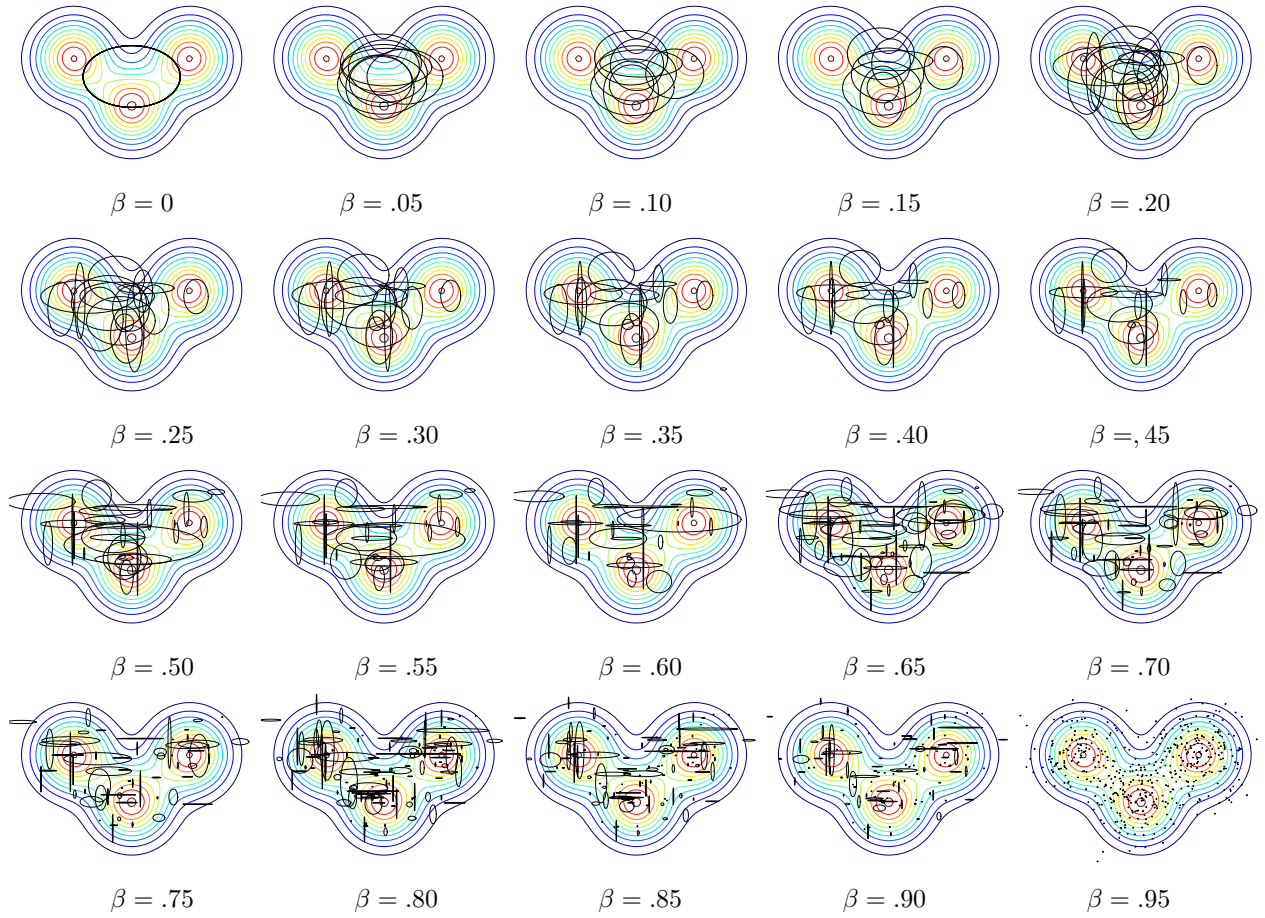 β = 0 β = .05 β = .10 β = .15 β = .20
β = .25 β = .30 β = .35 β = .40 β =, 45
β = .50 β = .55 β = .60 β = .65 β = .70
β = .75 β = .80 β = .85 β = .90 β = .95